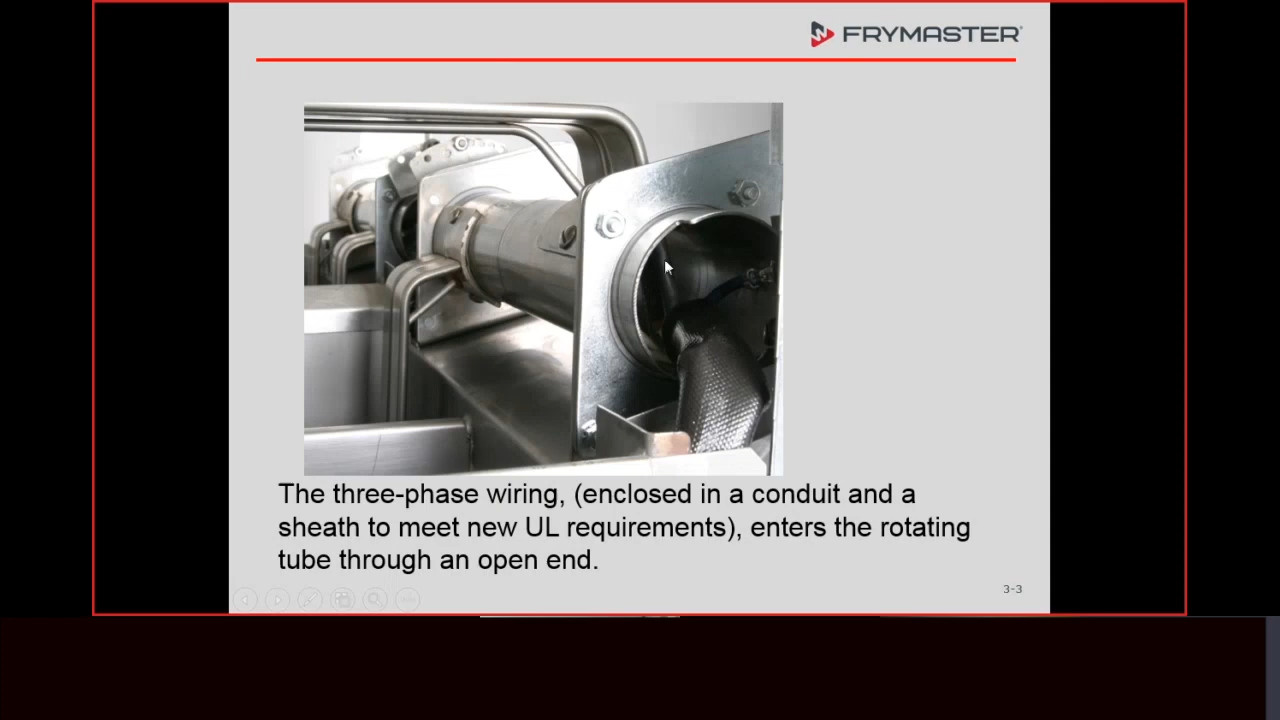 FRYMASTER
The three-phase wiring, (enclosed in a conduit and a
sheath to meet new UL requirements), enters the rotating
tube through an open end.
3-3